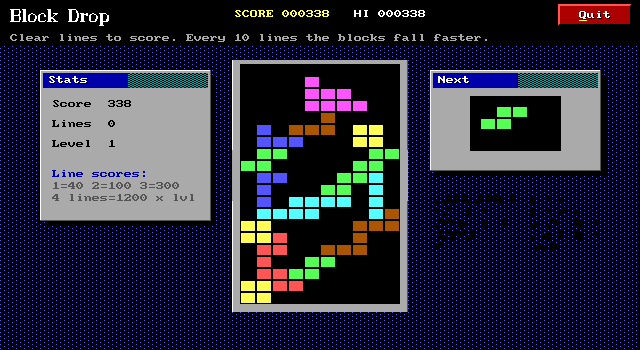 Block Drop
SCORE 000338 HI 000338
Quit
Clear lines to score. Every 10 lines the blocks fall faster.
Stats
Score 338
Lines 0
Level 1
Line scores:
1=40 2=100 3=300
4 lines=1200 x lvl
Next